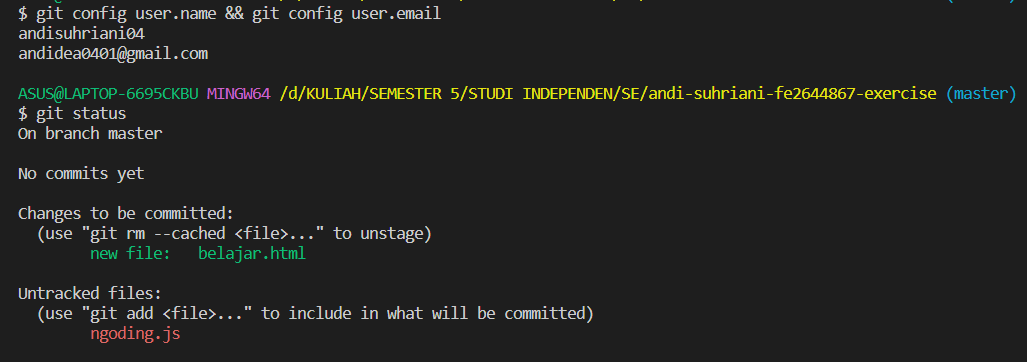 $ git config user.name && git config user.email
andisuhriani04
andidea0401@gmail.com
ASUS@LAPTOP-6695CKBU MINGW64 /d/KULIAH/SEMESTER 5/STUDI INDEPENDEN/SE/andi-suhriani-fe2644867-exercise (master)
$ git status
On branch master
No commits yet
Changes to be committed:
(use "git rm --cached <file>..." to unstage)
new file: belajar.html
Untracked files:
(use "git add <file>..." to include in what will be committed)
ngoding.js